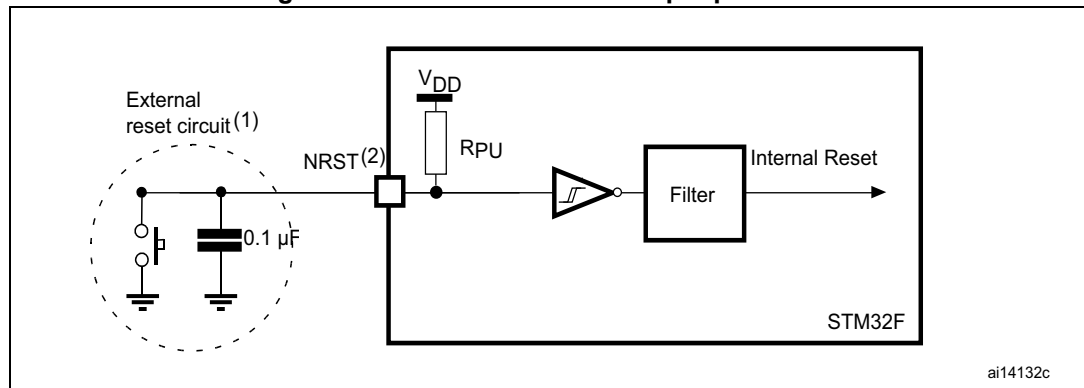 VDD
External
reset circuit(1)
NRST(2)
RPU
Internal Reset
Filter
0.1 µF
STM32F
ai14132c